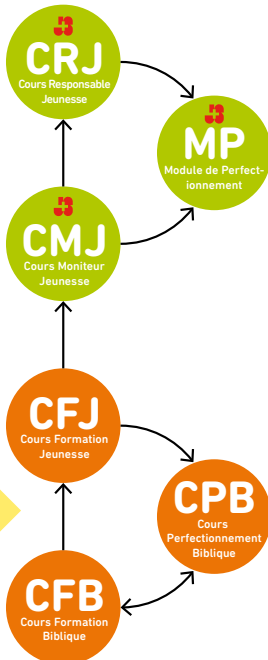 CRJ
Cours Responsable
Jeunesse
MP
Module de Perfect-
ionnement
CMJ
Cours Moniteur
Jeunesse
CFJ
Cours Formation
Jeunesse
CPB
Cours
Perfectionnement
Biblique
CFB
Cours Formation
Biblique